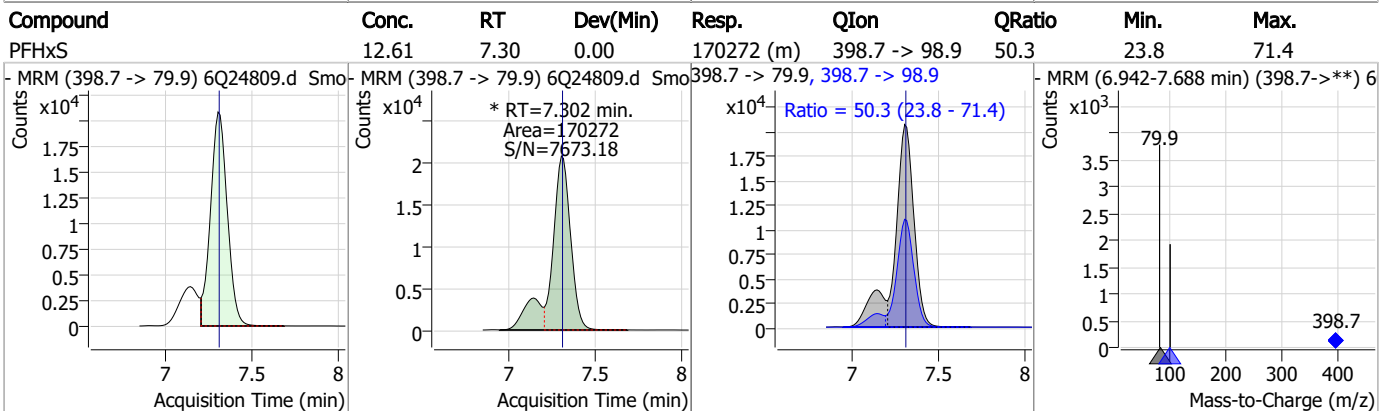 Compound Conc. RT Dev(Min) Resp. QIon QRatio Min. Max.
PFHxS 12.61 7.30 0.00 170272 (m) 398.7 -> 98.9 50.3 23.8 71.4
- MRM (398.7 -> 79.9) 6Q24809.d Smo
Counts
x10⁴
1.75
1.5
1.25
1
0.75
0.5
0.25
0
7 7.5 8
Acquisition Time (min)
- MRM (398.7 -> 79.9) 6Q24809.d Smo
Counts
x10⁴
* RT=7.302 min.
Area=170272
S/N=7673.18
2
1.5
1
0.5
0
7 7.5 8
Acquisition Time (min)
398.7 -> 79.9, 398.7 -> 98.9
Counts
x10⁴
Ratio = 50.3 (23.8 - 71.4)
1.75
1.5
1.25
1
0.75
0.5
0.25
0
7 7.5 8
Acquisition Time (min)
- MRM (6.942-7.688 min) (398.7->**) 6
Counts
x10³
79.9
3.5
3
2.5
2
1.5
1
0.5
0
398.7
100 200 300 400
Mass-to-Charge (m/z)